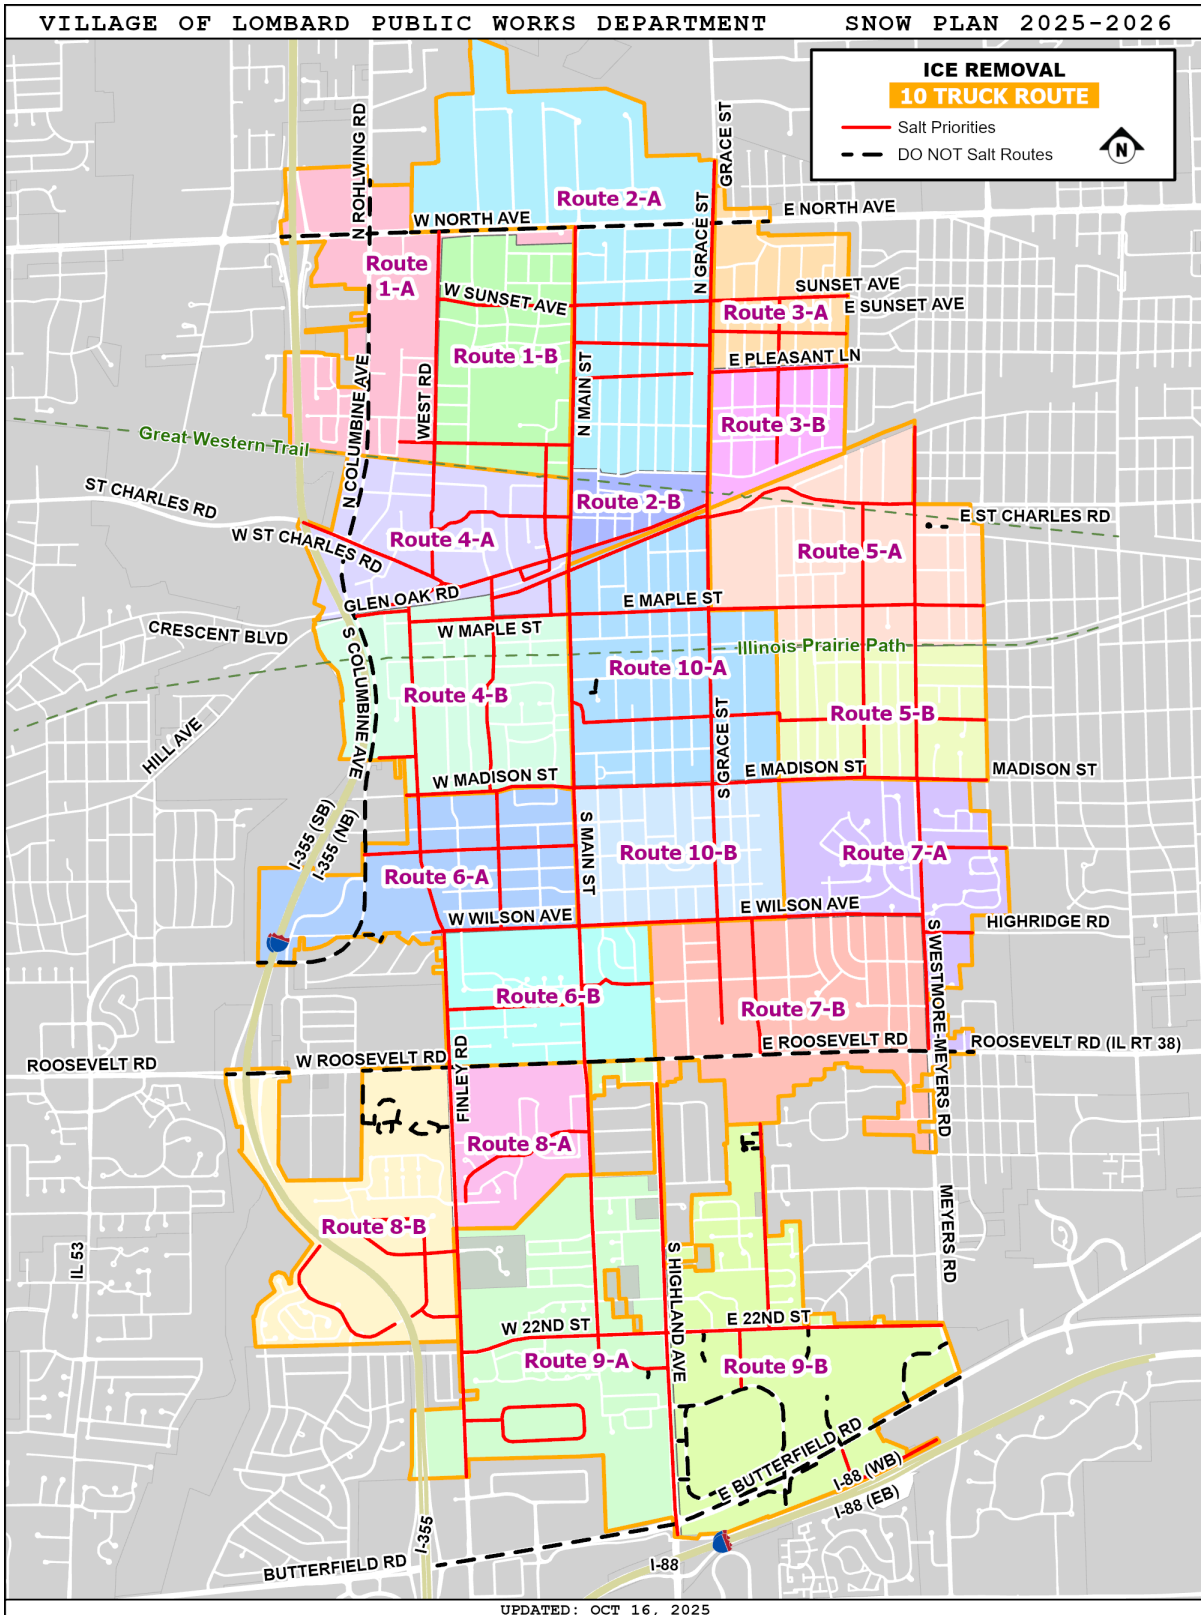 VILLAGE OF LOMBARD PUBLIC WORKS DEPARTMENT SNOW PLAN 2025-2026
ICE REMOVAL
10 TRUCK ROUTE
Salt Priorities
DO NOT Salt Routes
N
N ROHLWING RD
GRACE ST
Route 2-A
W NORTH AVE
E NORTH AVE
N GRACE ST
Route
1-A
W SUNSET AVE
SUNSET AVE
E SUNSET AVE
Route 3-A
Route 1-B
E PLEASANT LN
N MAIN ST
WEST RD
N COLUMBINE AVE
Route 3-B
Great Western Trail
ST CHARLES RD
Route 2-B
E ST CHARLES RD
W ST CHARLES RD
Route 4-A
Route 5-A
GLEN OAK RD
E MAPLE ST
CRESCENT BLVD
W MAPLE ST
S COLUMBINE AVE
Illinois Prairie Path
Route 10-A
Route 4-B
Route 5-B
S GRACE ST
HILL AVE
W MADISON ST
E MADISON ST
MADISON ST
I-355 (SB)
I-355 (NB)
S MAIN ST
Route 10-B
Route 7-A
Route 6-A
W WILSON AVE
E WILSON AVE
HIGHRIDGE RD
S WESTMORE-MEYERS RD
Route 6-B
Route 7-B
ROOSEVELT RD
W ROOSEVELT RD
E ROOSEVELT RD
ROOSEVELT RD (IL RT 38)
FINLEY RD
Route 8-A
MEYERS RD
Route 8-B
IL 53
S HIGHLAND AVE
W 22ND ST
E 22ND ST
Route 9-A
Route 9-B
E BUTTERFIELD RD
I-88 (WB)
I-88 (EB)
I-355
BUTTERFIELD RD
I-88
UPDATED: OCT 16, 2025